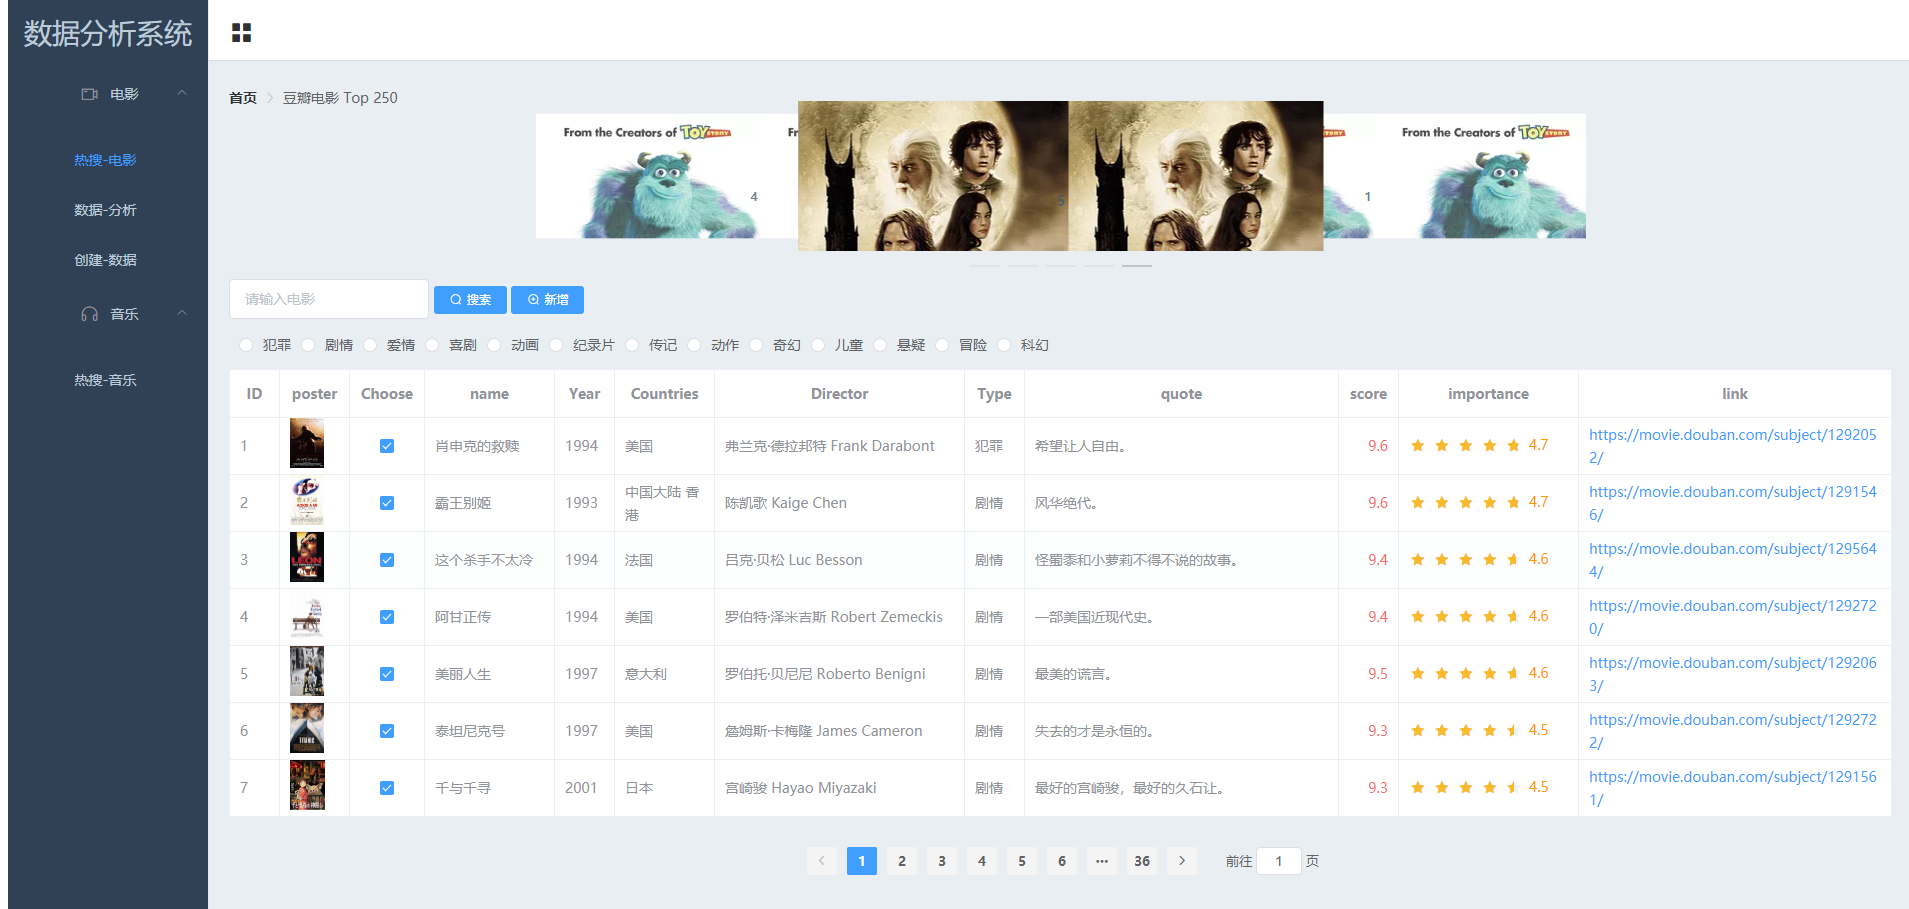 数据分析系统
电影
热搜-电影
数据-分析
创建-数据
音乐
热搜-音乐
首页 豆瓣电影 Top 250
From the Creators of TOY STORY
4
5
1
From the Creators of TOY STORY
请输入电影 搜索 新增
犯罪 剧情 爱情 喜剧 动画 纪录片 传记 动作 奇幻 儿童 悬疑 冒险 科幻
ID poster Choose name Year Countries Director Type quote score importance link
1 肖申克的救赎 1994 美国 弗兰克·德拉邦特 Frank Darabont 犯罪 希望让人自由。 9.6 4.7 https://movie.douban.com/subject/129205
2/
2 霸王别姬 1993 中国大陆 香
港 陈凯歌 Kaige Chen 剧情 风华绝代。 9.6 4.7 https://movie.douban.com/subject/129154
6/
3 LEON 这个杀手不太冷 1994 法国 吕克·贝松 Luc Besson 剧情 怪蜀黍和小萝莉不得不说的故事。 9.4 4.6 https://movie.douban.com/subject/129564
4/
4 阿甘正传 1994 美国 罗伯特·泽米吉斯 Robert Zemeckis 剧情 一部美国近现代史。 9.4 4.6 https://movie.douban.com/subject/129272
0/
5 美丽人生 1997 意大利 罗伯托·贝尼尼 Roberto Benigni 剧情 最美的谎言。 9.5 4.6 https://movie.douban.com/subject/129206
3/
6 TITANIC 泰坦尼克号 1997 美国 詹姆斯·卡梅隆 James Cameron 剧情 失去的才是永恒的。 9.3 4.5 https://movie.douban.com/subject/129272
2/
7 千与千寻 2001 日本 宫崎骏 Hayao Miyazaki 剧情 最好的宫崎骏，最好的久石让。 9.3 4.5 https://movie.douban.com/subject/129156
1/
1 2 3 4 5 6 ··· 36 前往 1 页